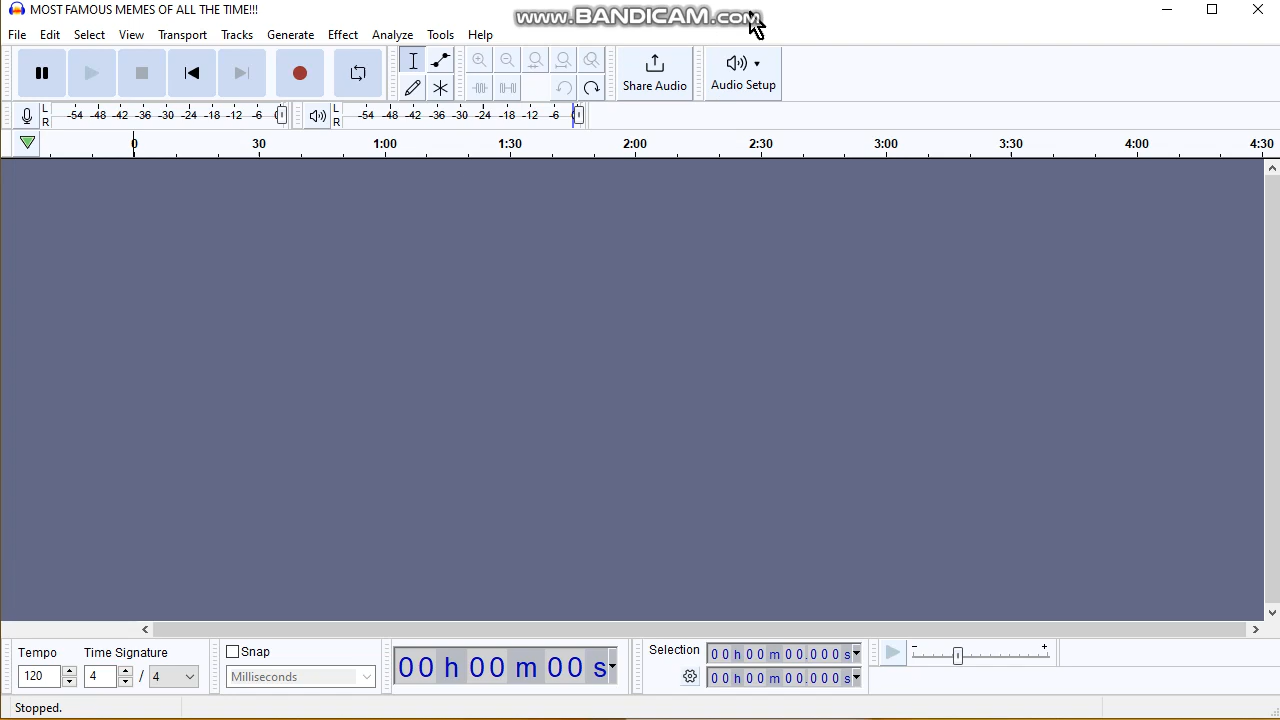 MOST FAMOUS MEMES OF ALL THE TIME!!!
www.BANDICAM.com
File Edit Select View Transport Tracks Generate Effect Analyze Tools Help
Share Audio
Audio Setup
L R -54 -48 -42 -36 -30 -24 -18 -12 -6 0
L R -54 -48 -42 -36 -30 -24 -18 -12 -6 0
0 30 1:00 1:30 2:00 2:30 3:00 3:30 4:00 4:30
Tempo
120
Time Signature
4 / 4
Snap
Milliseconds
00 h 00 m 00 s
Selection
00 h 00 m 00.000 s
00 h 00 m 00.000 s
- +
Stopped.